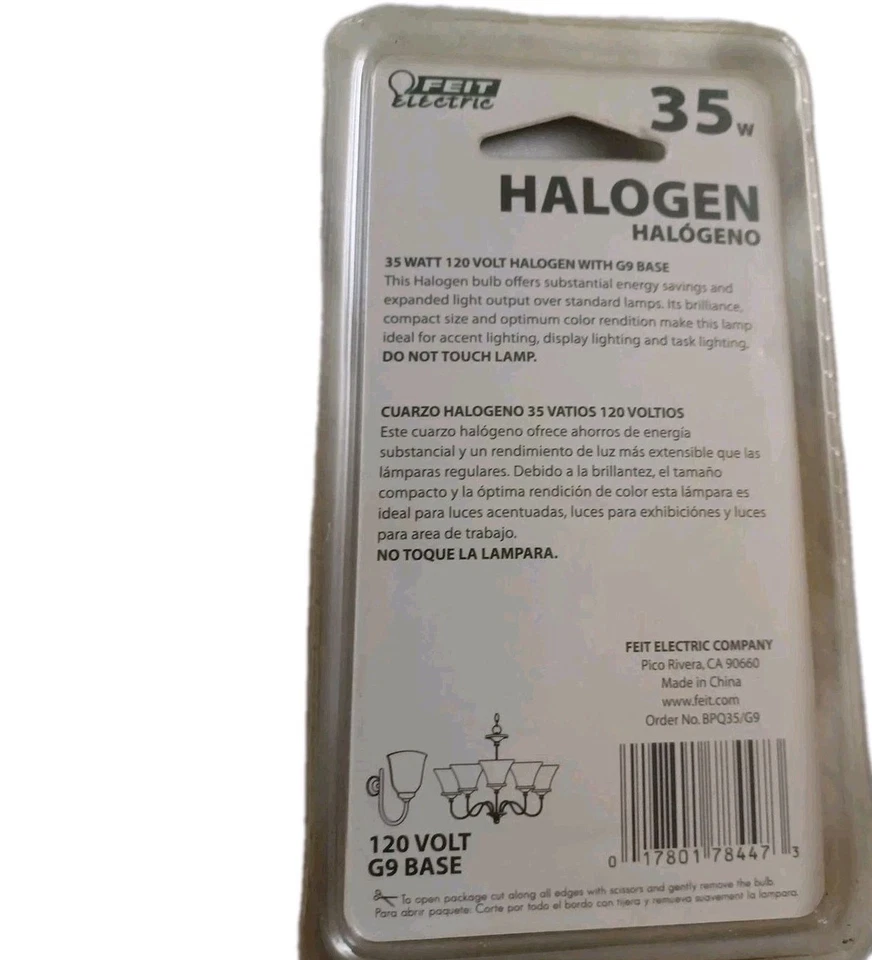 FEIT
Electric
35 W
HALOGEN
HALÓGENO
35 WATT 120 VOLT HALOGEN WITH G9 BASE
This Halogen bulb offers substantial energy savings and
expanded light output over standard lamps. Its brilliance,
compact size and optimum color rendition make this lamp
ideal for accent lighting, display lighting and task lighting.
DO NOT TOUCH LAMP.
CUARZO HALOGENO 35 VATIOS 120 VOLTIOS
Este cuarzo halógeno ofrece ahorros de energía
substancial y un rendimiento de luz más extensible que las
lámparas regulares. Debido a la brillantez, el tamaño
compacto y la óptima rendición de color esta lámpara es
ideal para luces acentuadas, luces para exhibiciónes y luces
para area de trabajo.
NO TOQUE LA LAMPARA.
FEIT ELECTRIC COMPANY
Pico Rivera, CA 90660
Made in China
www.feit.com
Order No. BPQ35/G9
120 VOLT
G9 BASE
0 17801 78447 3
To open package cut along all edges with scissors and gently remove the bulb.
Para abrir paquete: Corte por todo el bordo con tijera y remueva suavement la lampara.